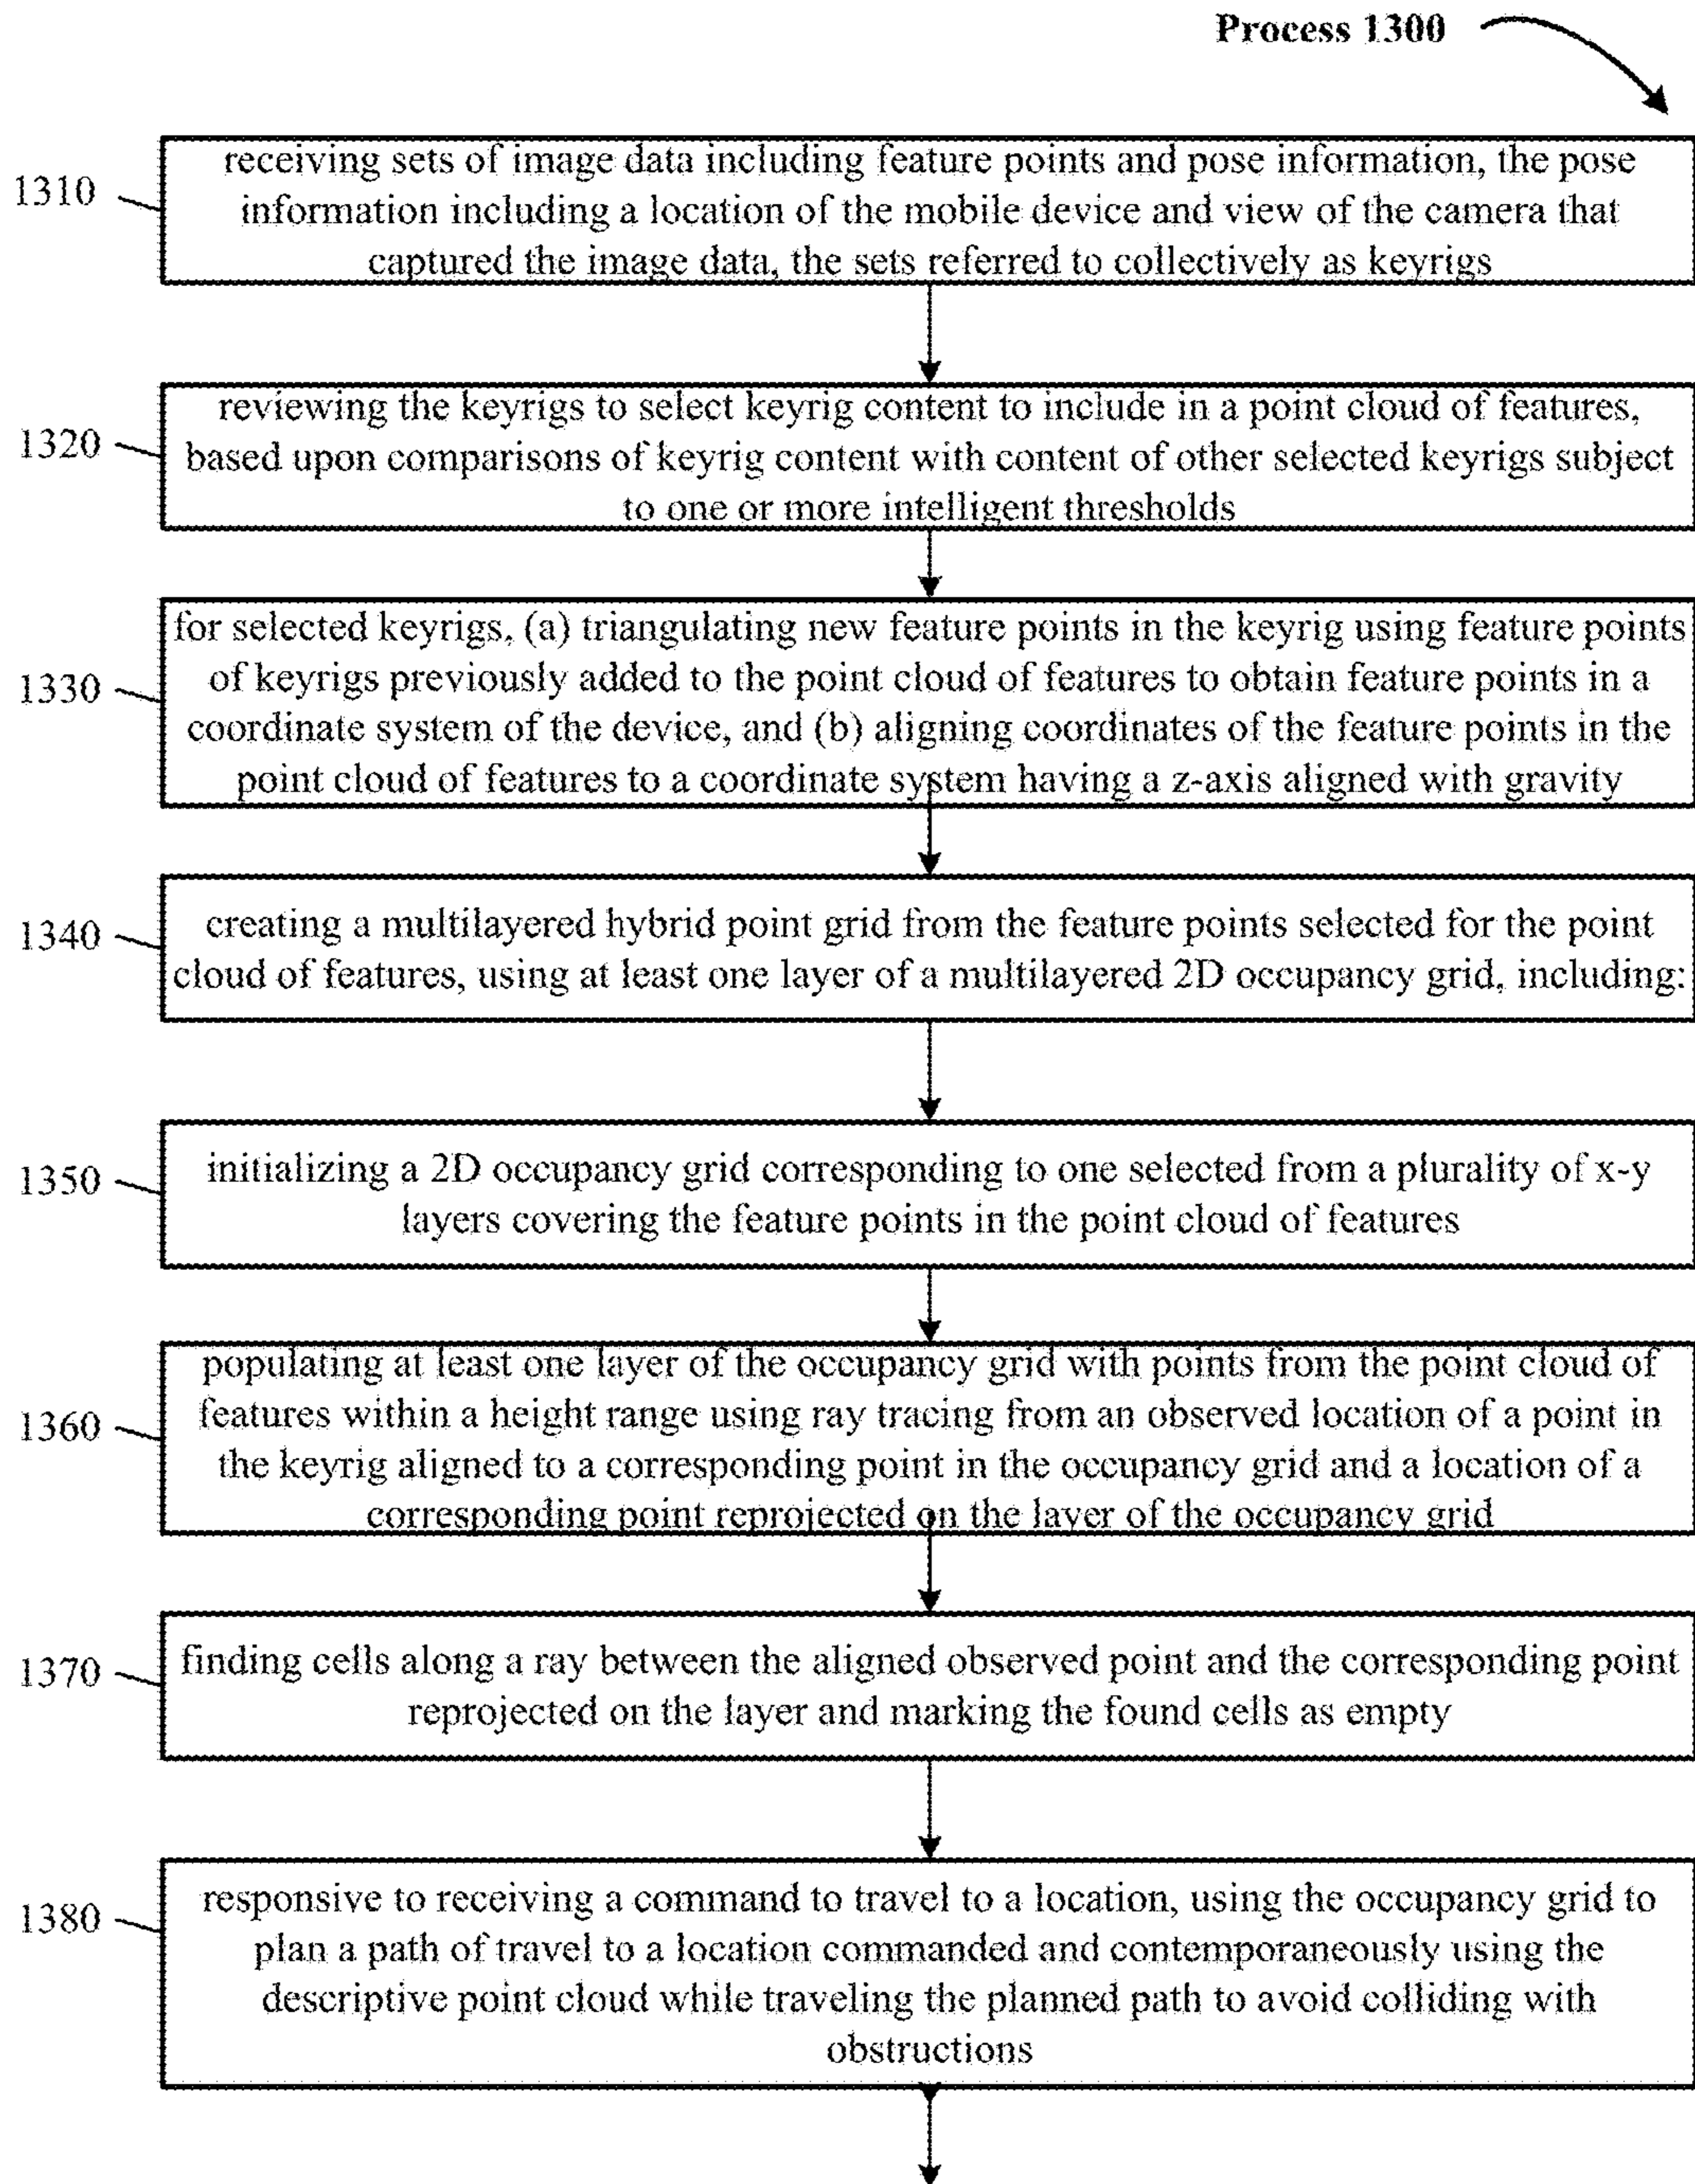 Process 1300
1310
receiving sets of image data including feature points and pose information, the pose
information including a location of the mobile device and view of the camera that
captured the image data, the sets referred to collectively as keyrigs
1320
reviewing the keyrigs to select keyrig content to include in a point cloud of features,
based upon comparisons of keyrig content with content of other selected keyrigs subject
to one or more intelligent thresholds
1330
for selected keyrigs, (a) triangulating new feature points in the keyrig using feature points
of keyrigs previously added to the point cloud of features to obtain feature points in a
coordinate system of the device, and (b) aligning coordinates of the feature points in the
point cloud of features to a coordinate system having a z-axis aligned with gravity
1340
creating a multilayered hybrid point grid from the feature points selected for the point
cloud of features, using at least one layer of a multilayered 2D occupancy grid, including:
1350
initializing a 2D occupancy grid corresponding to one selected from a plurality of x-y
layers covering the feature points in the point cloud of features
1360
populating at least one layer of the occupancy grid with points from the point cloud of
features within a height range using ray tracing from an observed location of a point in
the keyrig aligned to a corresponding point in the occupancy grid and a location of a
corresponding point reprojected on the layer of the occupancy grid
1370
finding cells along a ray between the aligned observed point and the corresponding point
reprojected on the layer and marking the found cells as empty
1380
responsive to receiving a command to travel to a location, using the occupancy grid to
plan a path of travel to a location commanded and contemporaneously using the
descriptive point cloud while traveling the planned path to avoid colliding with
obstructions